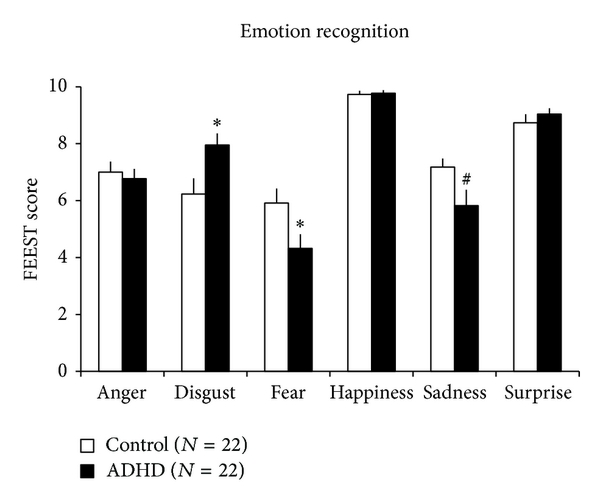 Emotion recognition
FEEST score
10
8
6
4
2
0
*
*
#
Anger Disgust Fear Happiness Sadness Surprise
Control (N = 22)
ADHD (N = 22)